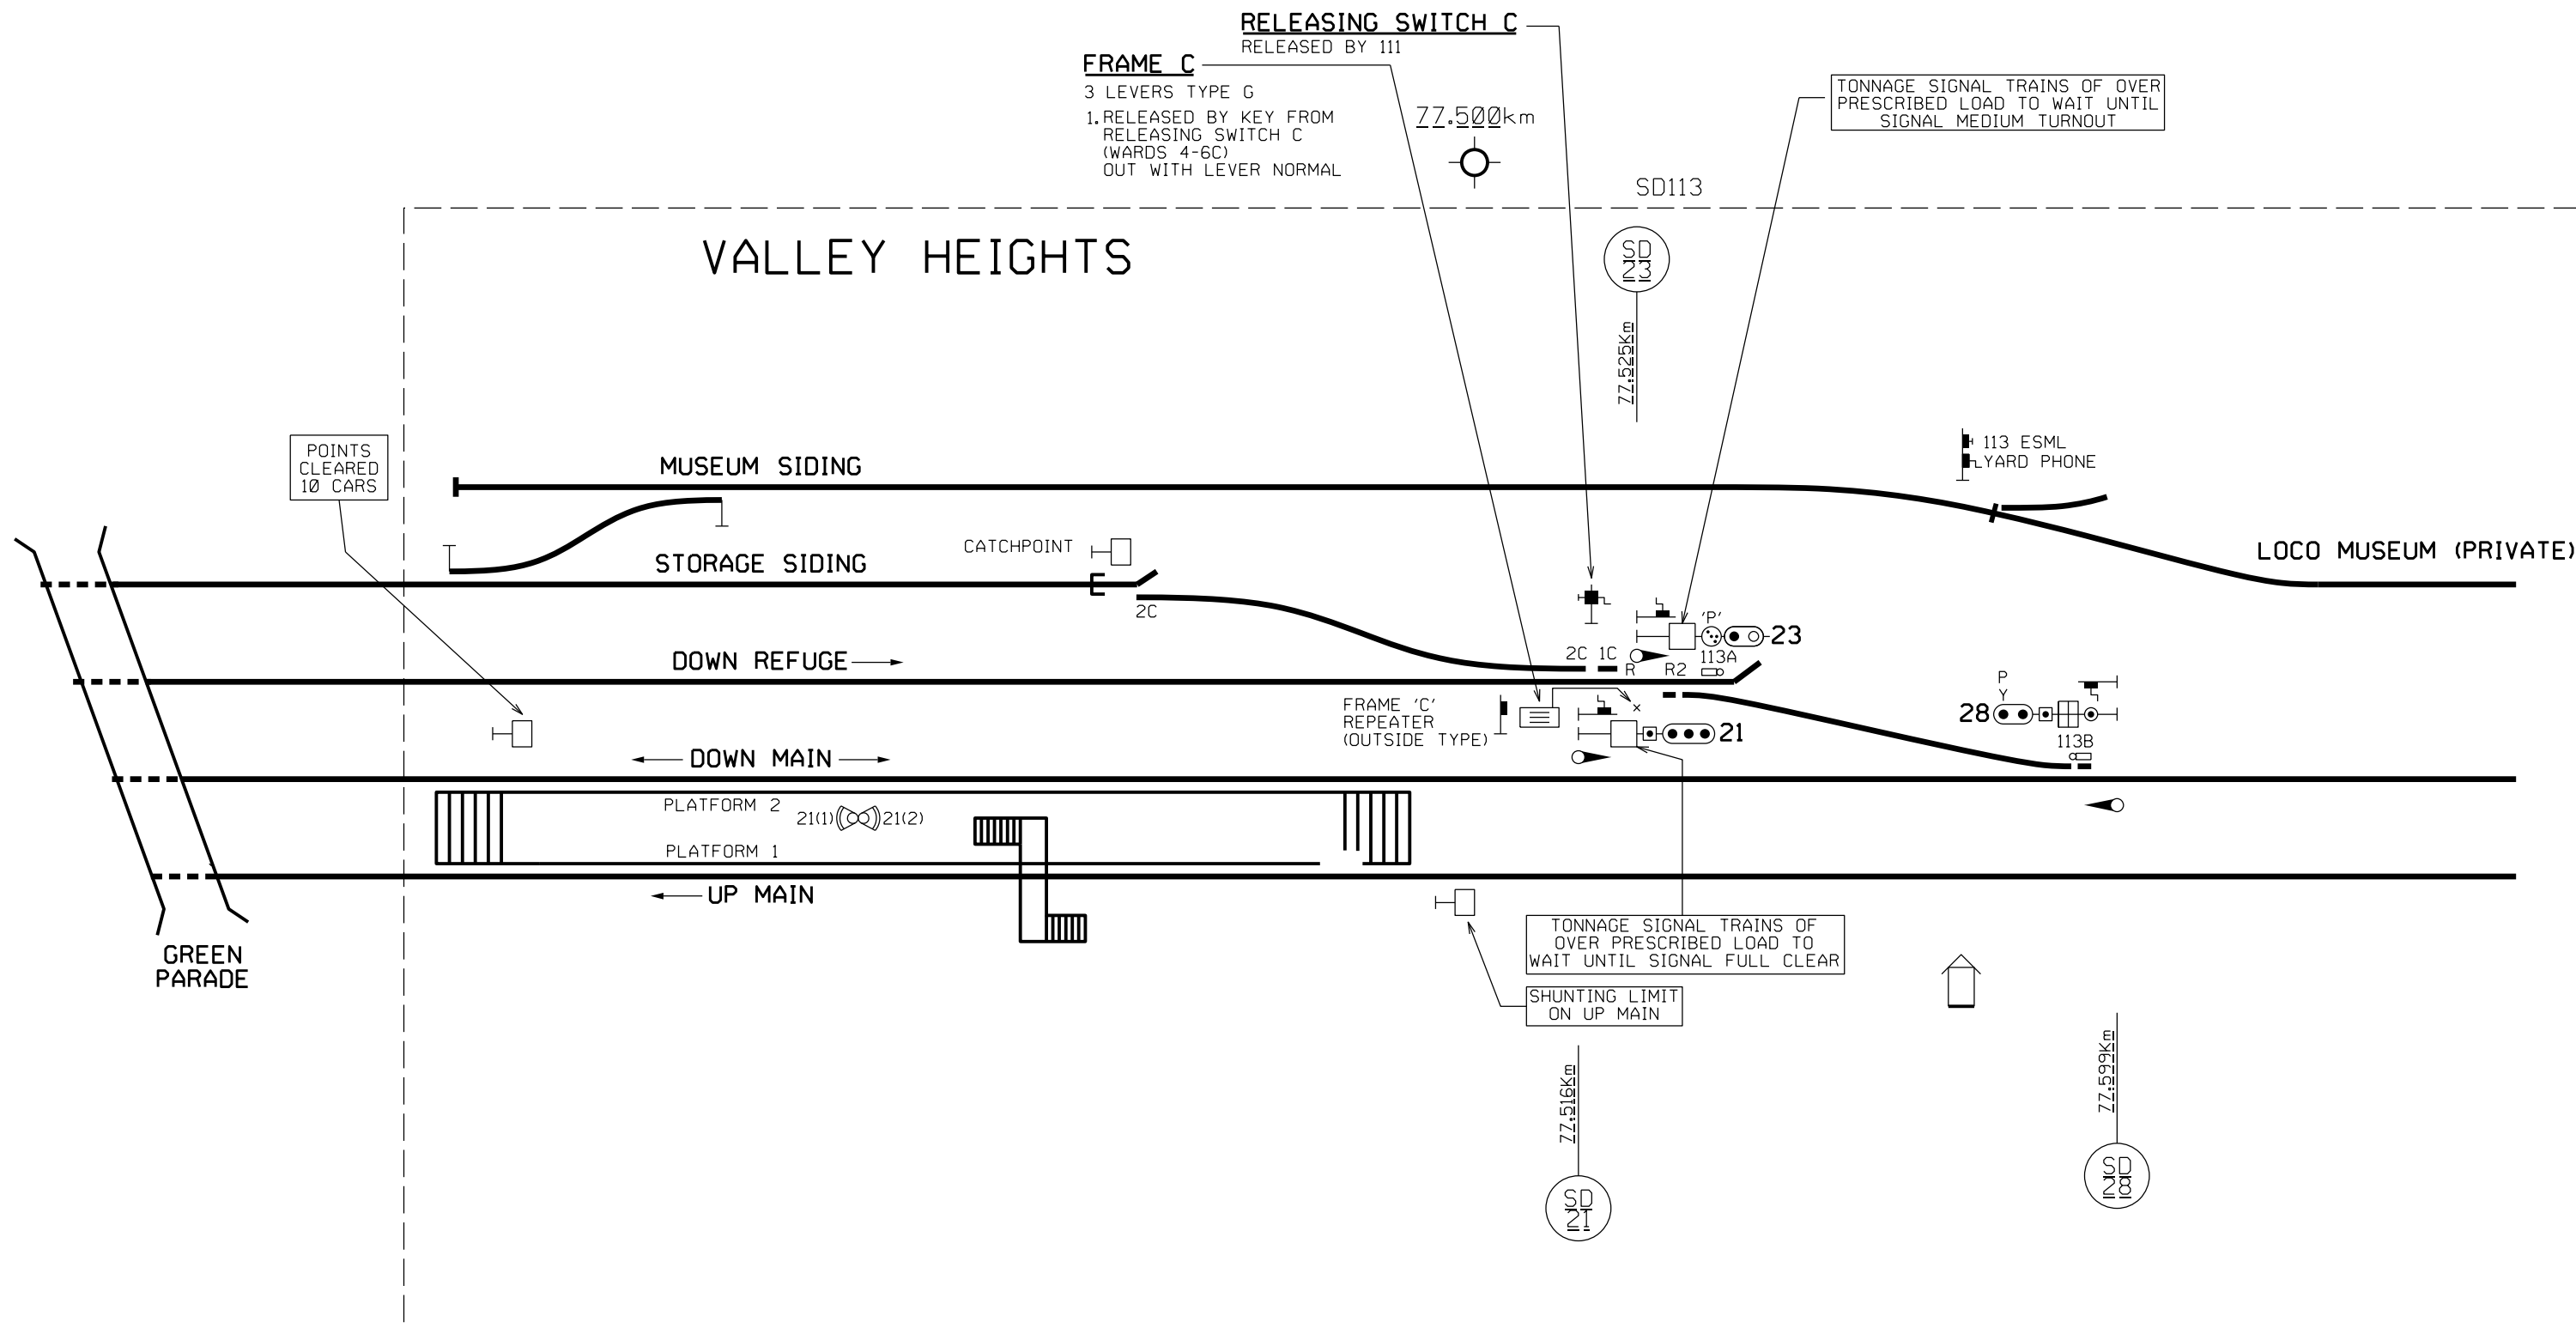 RELEASING SWITCH C
RELEASED BY 111
FRAME C
3 LEVERS TYPE G
1. RELEASED BY KEY FROM
RELEASING SWITCH C
(WARDS 4-6C)
OUT WITH LEVER NORMAL
77.500km
TONNAGE SIGNAL TRAINS OF OVER
PRESCRIBED LOAD TO WAIT UNTIL
SIGNAL MEDIUM TURNOUT
SD113
VALLEY HEIGHTS
SD
23
77.525Km
POINTS
CLEARED
10 CARS
MUSEUM SIDING
113 ESML
YARD PHONE
CATCHPOINT
STORAGE SIDING
LOCO MUSEUM (PRIVATE)
2C
'P'
23
2C 1C
113A
R
R2
DOWN REFUGE
FRAME 'C'
REPEATER
(OUTSIDE TYPE)
21
P
Y
28
113B
DOWN MAIN
PLATFORM 2
21(1)
21(2)
PLATFORM 1
UP MAIN
GREEN
PARADE
TONNAGE SIGNAL TRAINS OF
OVER PRESCRIBED LOAD TO
WAIT UNTIL SIGNAL FULL CLEAR
SHUNTING LIMIT
ON UP MAIN
77.516Km
SD
21
77.599Km
SD
28